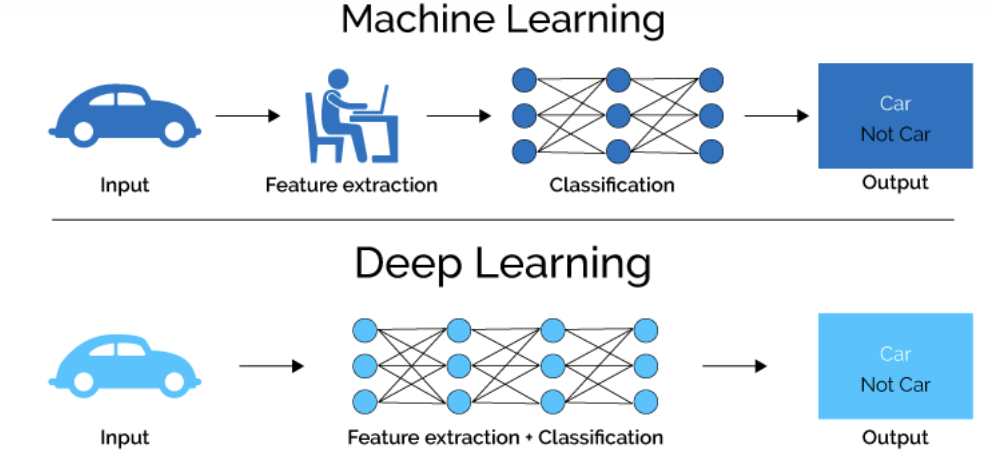 Machine Learning
Car
Not Car
Input
Feature extraction
Classification
Output
Deep Learning
Car
Not Car
Input
Feature extraction + Classification
Output